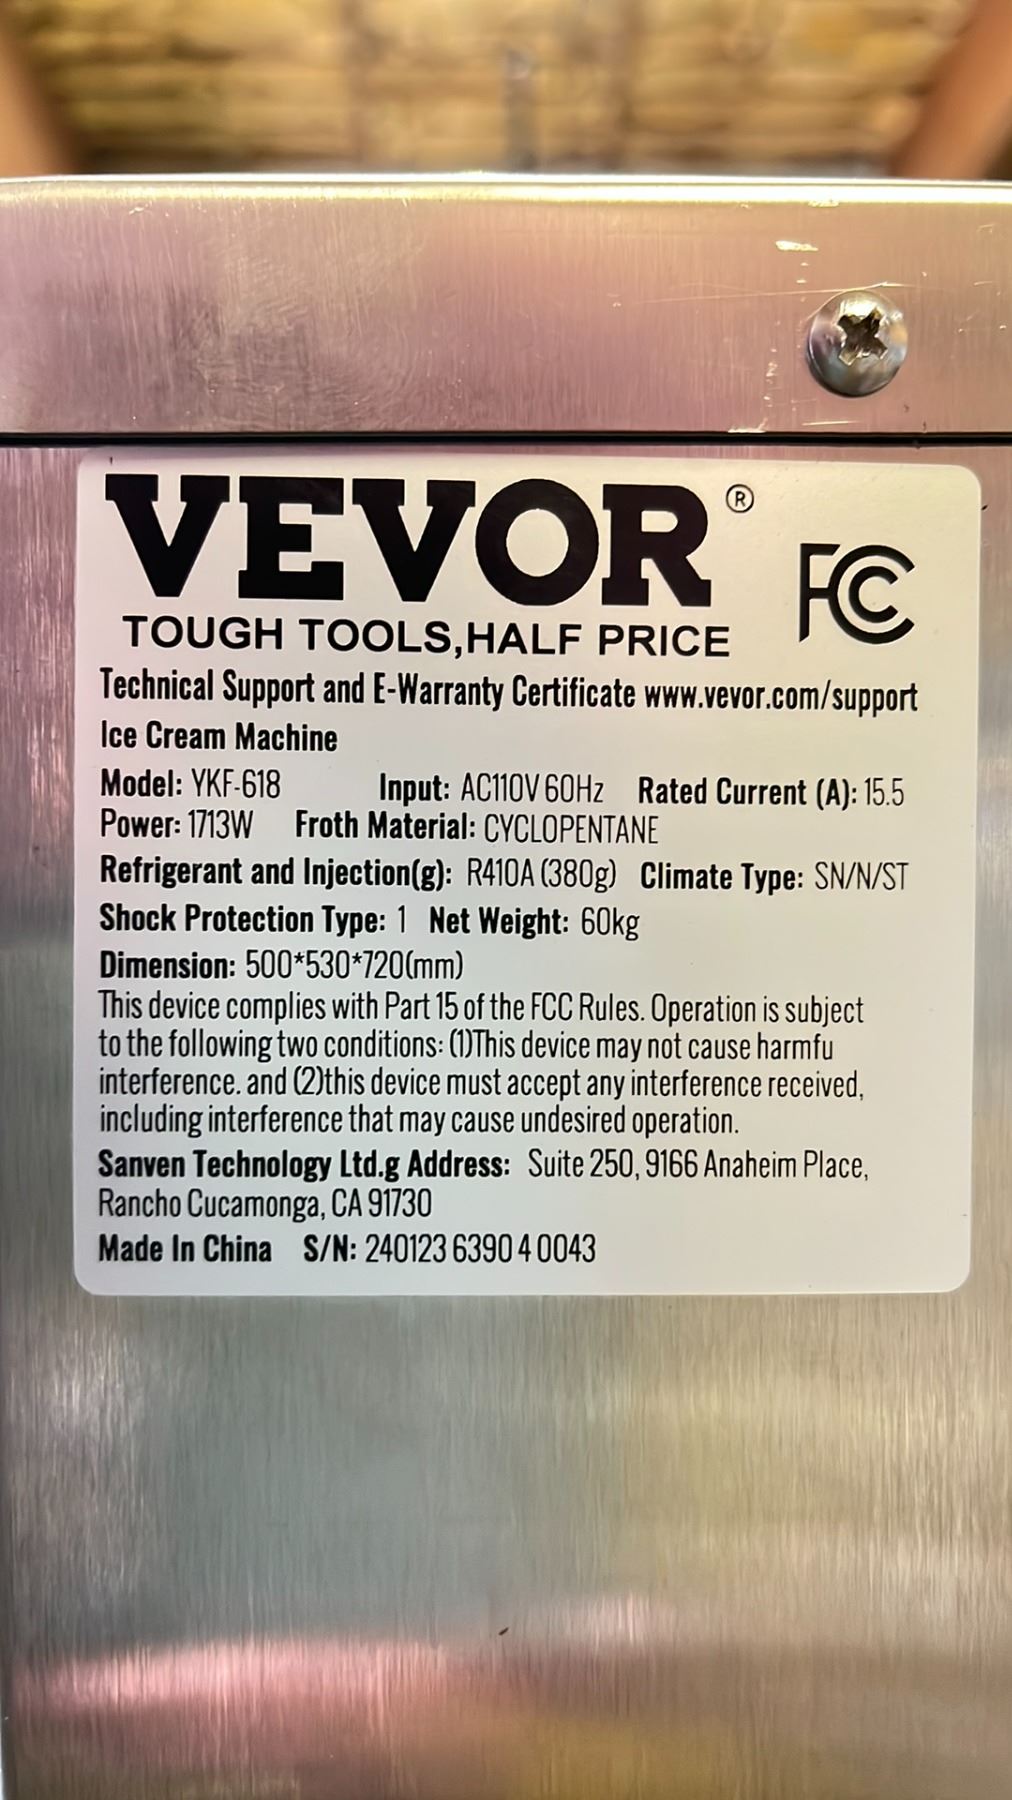 VEVOR®
FC
TOUGH TOOLS,HALF PRICE
Technical Support and E-Warranty Certificate www.vevor.com/support
Ice Cream Machine
Model: YKF-618 Input: AC110V 60Hz Rated Current (A): 15.5
Power: 1713W Froth Material: CYCLOPENTANE
Refrigerant and Injection(g): R410A (380g) Climate Type: SN/N/ST
Shock Protection Type: 1 Net Weight: 60kg
Dimension: 500*530*720(mm)
This device complies with Part 15 of the FCC Rules. Operation is subject
to the following two conditions: (1)This device may not cause harmfu
interference. and (2)this device must accept any interference received,
including interference that may cause undesired operation.
Sanven Technology Ltd.g Address: Suite 250, 9166 Anaheim Place,
Rancho Cucamonga, CA 91730
Made In China S/N: 240123 6390 4 0043